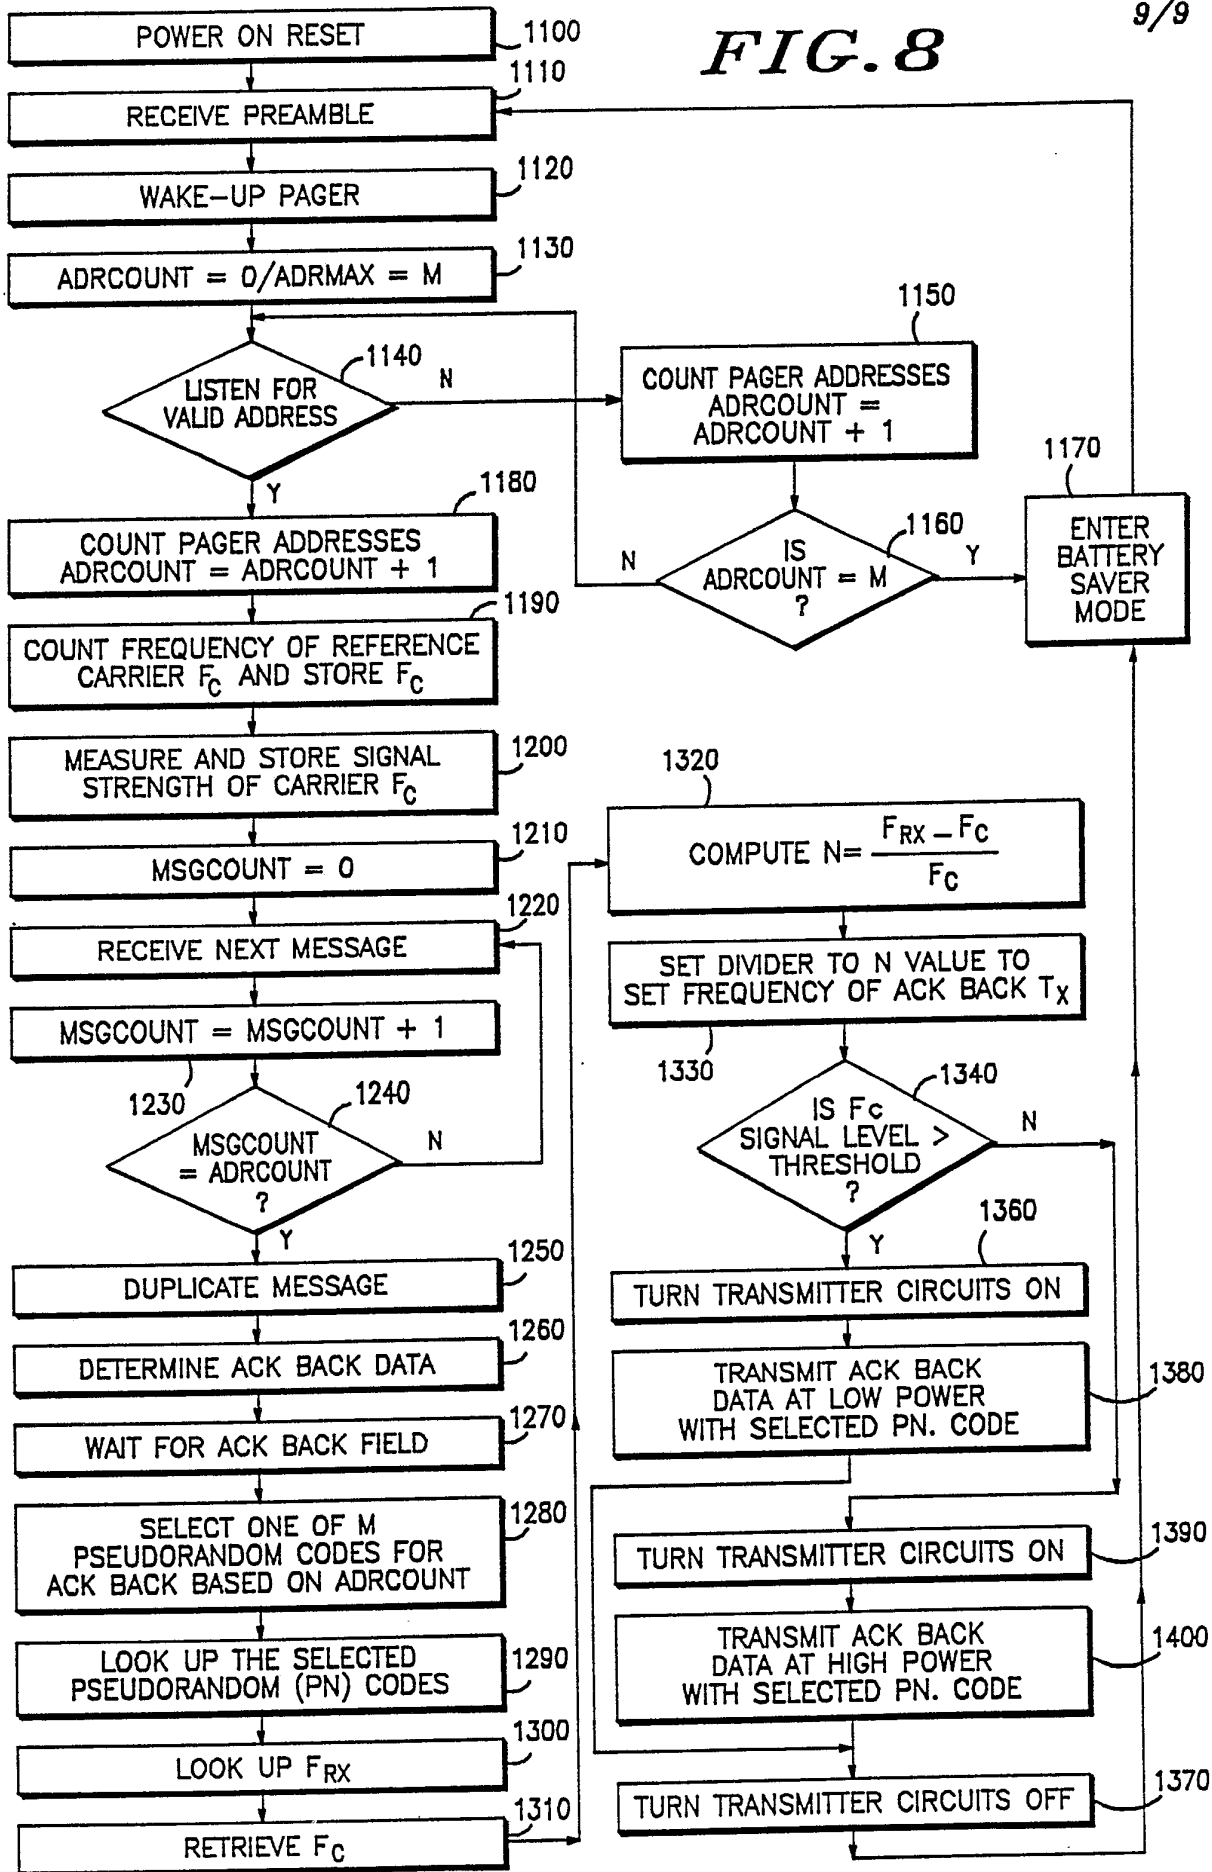 9/9
FIG. 8
POWER ON RESET
1100
1110
RECEIVE PREAMBLE
1120
WAKE-UP PAGER
1130
ADRCOUNT = 0/ADRMAX = M
1140
LISTEN FOR
VALID ADDRESS
N
Y
1150
COUNT PAGER ADDRESSES
ADRCOUNT =
ADRCOUNT + 1
1160
IS
ADRCOUNT = M
?
N
Y
1170
ENTER
BATTERY
SAVER
MODE
1180
COUNT PAGER ADDRESSES
ADRCOUNT = ADRCOUNT + 1
1190
COUNT FREQUENCY OF REFERENCE
CARRIER FC AND STORE FC
1200
MEASURE AND STORE SIGNAL
STRENGTH OF CARRIER FC
1210
MSGCOUNT = 0
1220
RECEIVE NEXT MESSAGE
MSGCOUNT = MSGCOUNT + 1
1230
1240
MSGCOUNT
= ADRCOUNT
?
N
Y
1250
DUPLICATE MESSAGE
1260
DETERMINE ACK BACK DATA
1270
WAIT FOR ACK BACK FIELD
1280
SELECT ONE OF M
PSEUDORANDOM CODES FOR
ACK BACK BASED ON ADRCOUNT
1290
LOOK UP THE SELECTED
PSEUDORANDOM (PN) CODES
1300
LOOK UP FRX
1310
RETRIEVE FC
1320
COMPUTE N= FRX – FC
FC
SET DIVIDER TO N VALUE TO
SET FREQUENCY OF ACK BACK TX
1330
1340
IS Fc
SIGNAL LEVEL >
THRESHOLD
?
N
Y
1360
TURN TRANSMITTER CIRCUITS ON
1380
TRANSMIT ACK BACK
DATA AT LOW POWER
WITH SELECTED PN. CODE
1390
TURN TRANSMITTER CIRCUITS ON
1400
TRANSMIT ACK BACK
DATA AT HIGH POWER
WITH SELECTED PN. CODE
1370
TURN TRANSMITTER CIRCUITS OFF